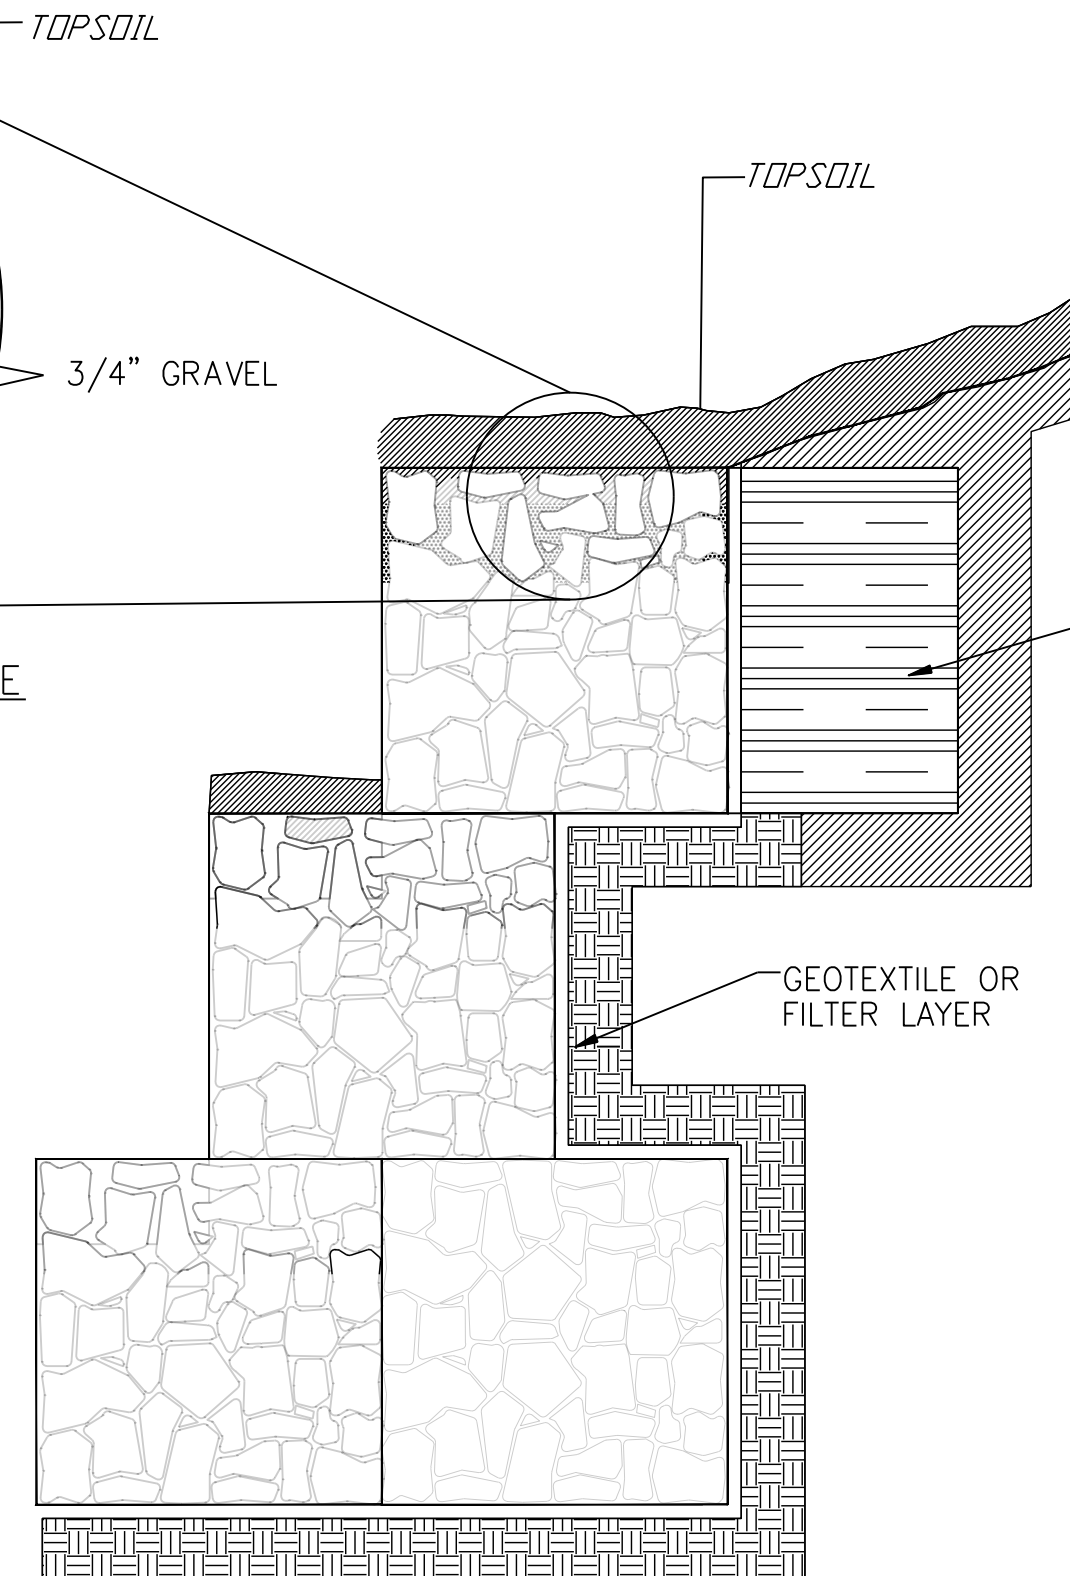 TOPSOIL
TOPSOIL
3/4” GRAVEL
E
GEOTEXTILE OR
FILTER LAYER